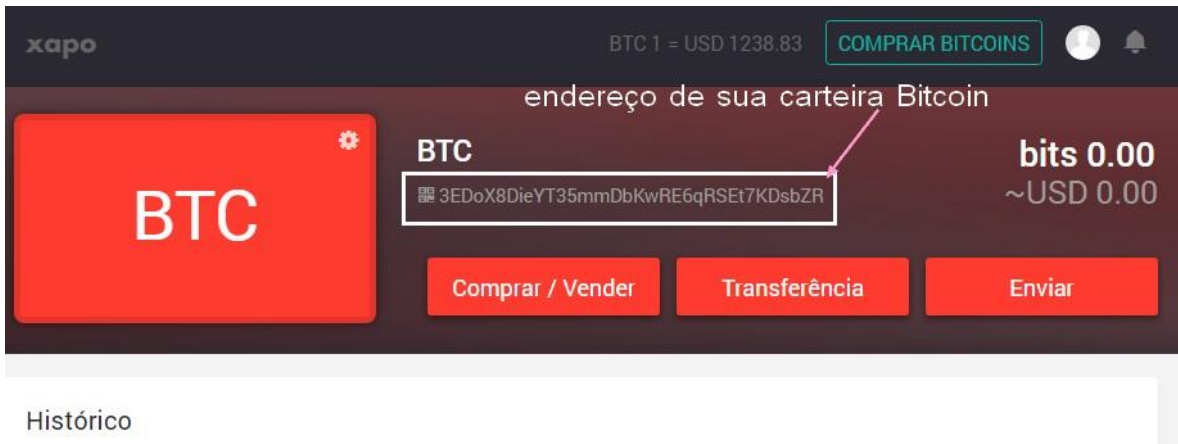 xapo
BTC 1 = USD 1238.83
COMPRAR BITCOINS
endereço de sua carteira Bitcoin
BTC
BTC
3EDoX8DieYT35mmDbKwRE6qRSEt7KDsbZR
bits 0.00
~USD 0.00
Comprar / Vender
Transferência
Enviar
Histórico